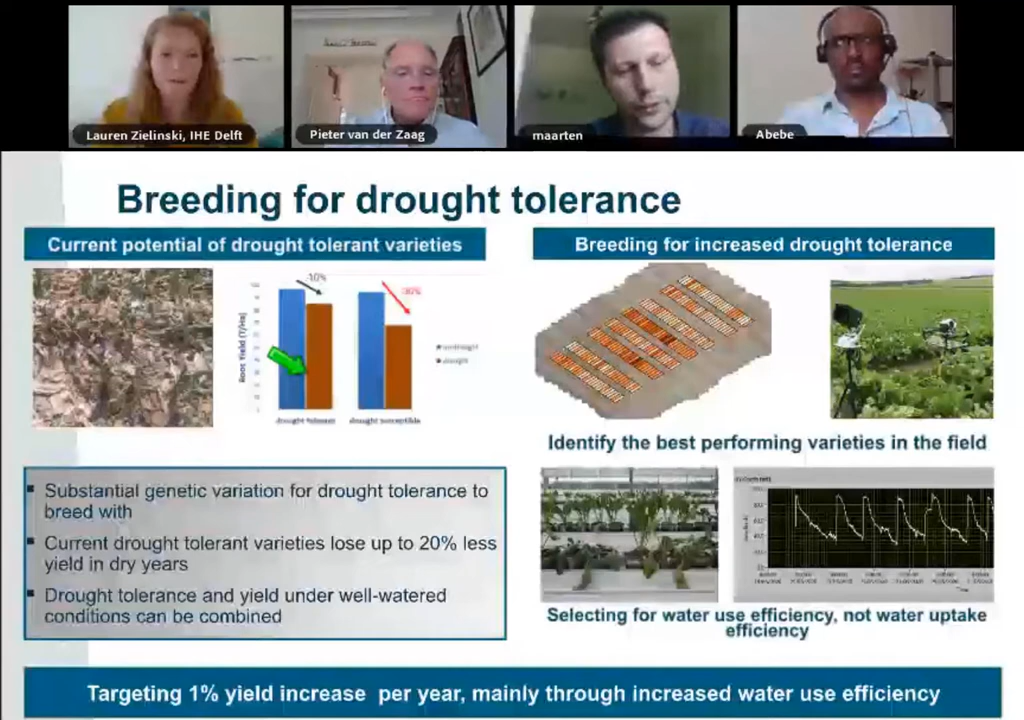 Lauren Zielinski, IHE Delft
Pieter van der Zaag
maarten
Abebe
Breeding for drought tolerance
Current potential of drought tolerant varieties
Breeding for increased drought tolerance
-10%
-30%
Root Yield (T/Ha)
drought tolerant
drought susceptible
Identify the best performing varieties in the field
Substantial genetic variation for drought tolerance to
breed with
Current drought tolerant varieties lose up to 20% less
yield in dry years
Drought tolerance and yield under well-watered
conditions can be combined
Selecting for water use efficiency, not water uptake
efficiency
Targeting 1% yield increase per year, mainly through increased water use efficiency